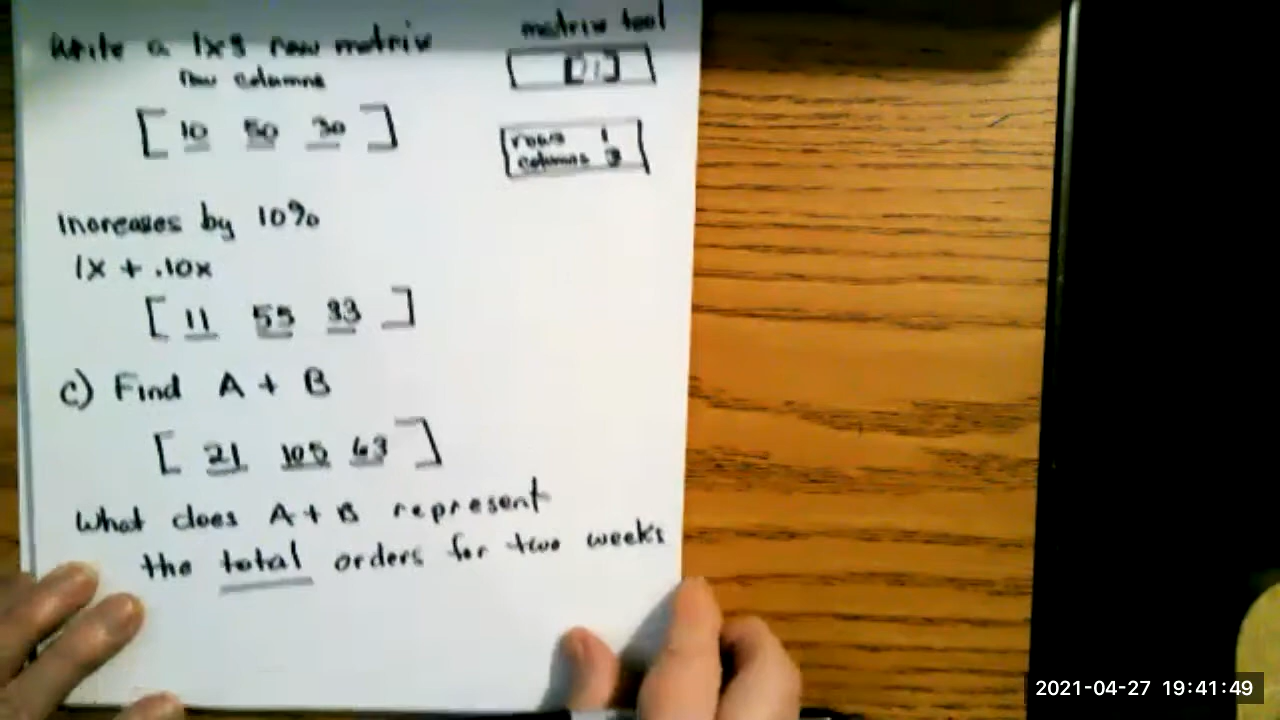 Write a 1x3 row matrix
row columns
[ 10 50 30 ]
matrix tool
rows 1
columns 3
Increases by 10%
1x + .10x
[ 11 55 33 ]
c) Find A + B
[ 21 105 63 ]
What does A + B represent
the total orders for two weeks
2021-04-27 19:41:49